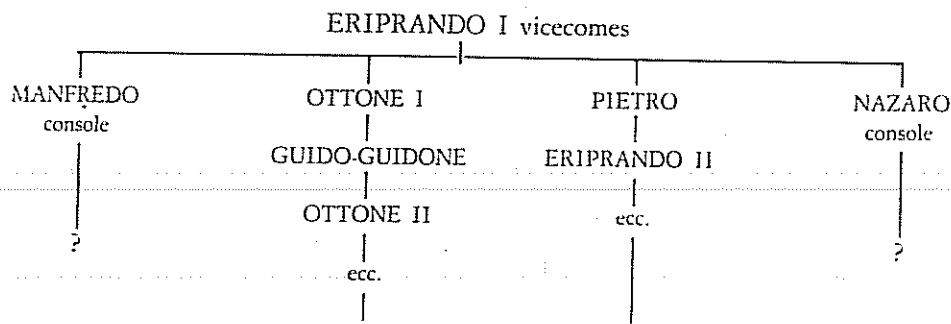 ERIPRANDO I vicecomes
MANFREDO OTTONE I PIETRO NAZARO
console console
GUIDO-GUIDONE ERIPRANDO II
OTTONE II ecc.
? ?
ecc.